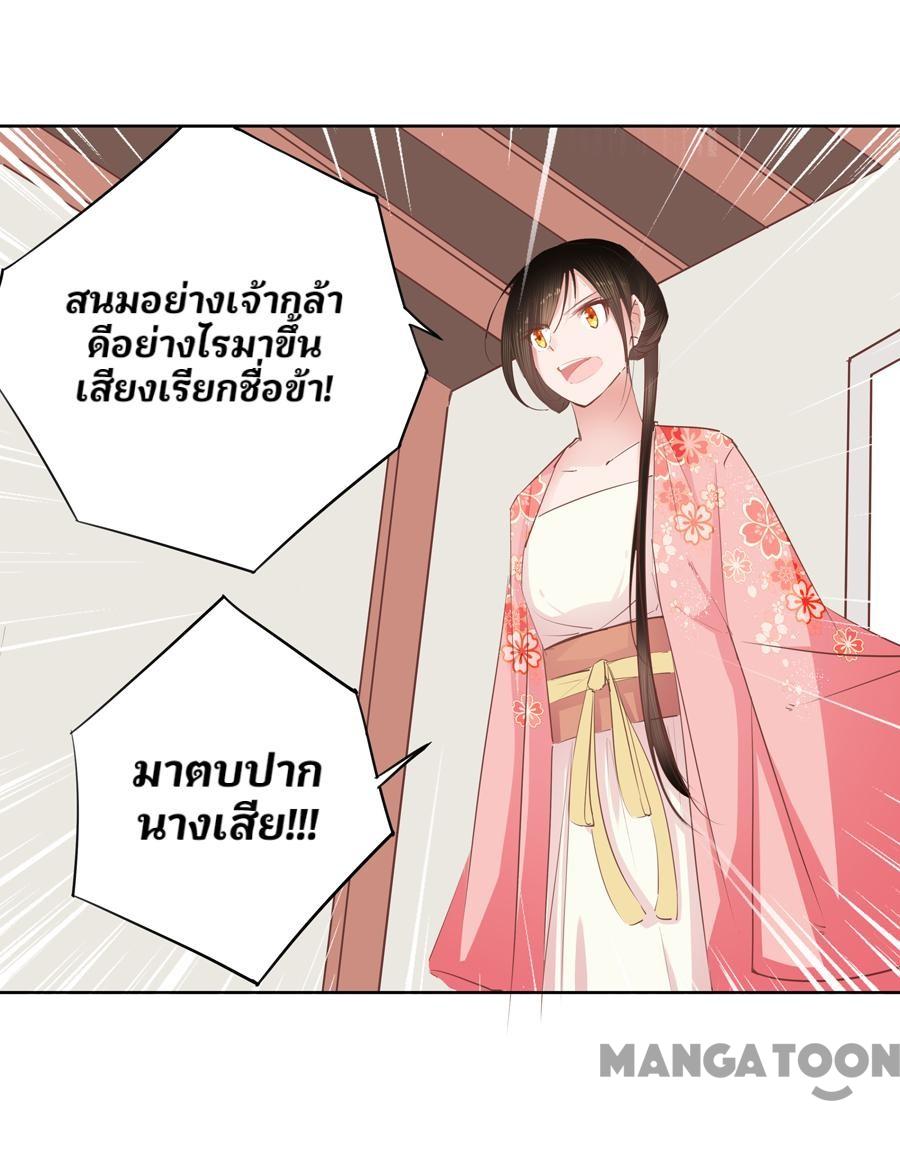 สนมอย่างเจ้ากล้า
ดีอย่างไรมาขึ้น
เสียงเรียกชื่อข้า!
มาตบปาก
นางเสีย!!!
MANGATOON